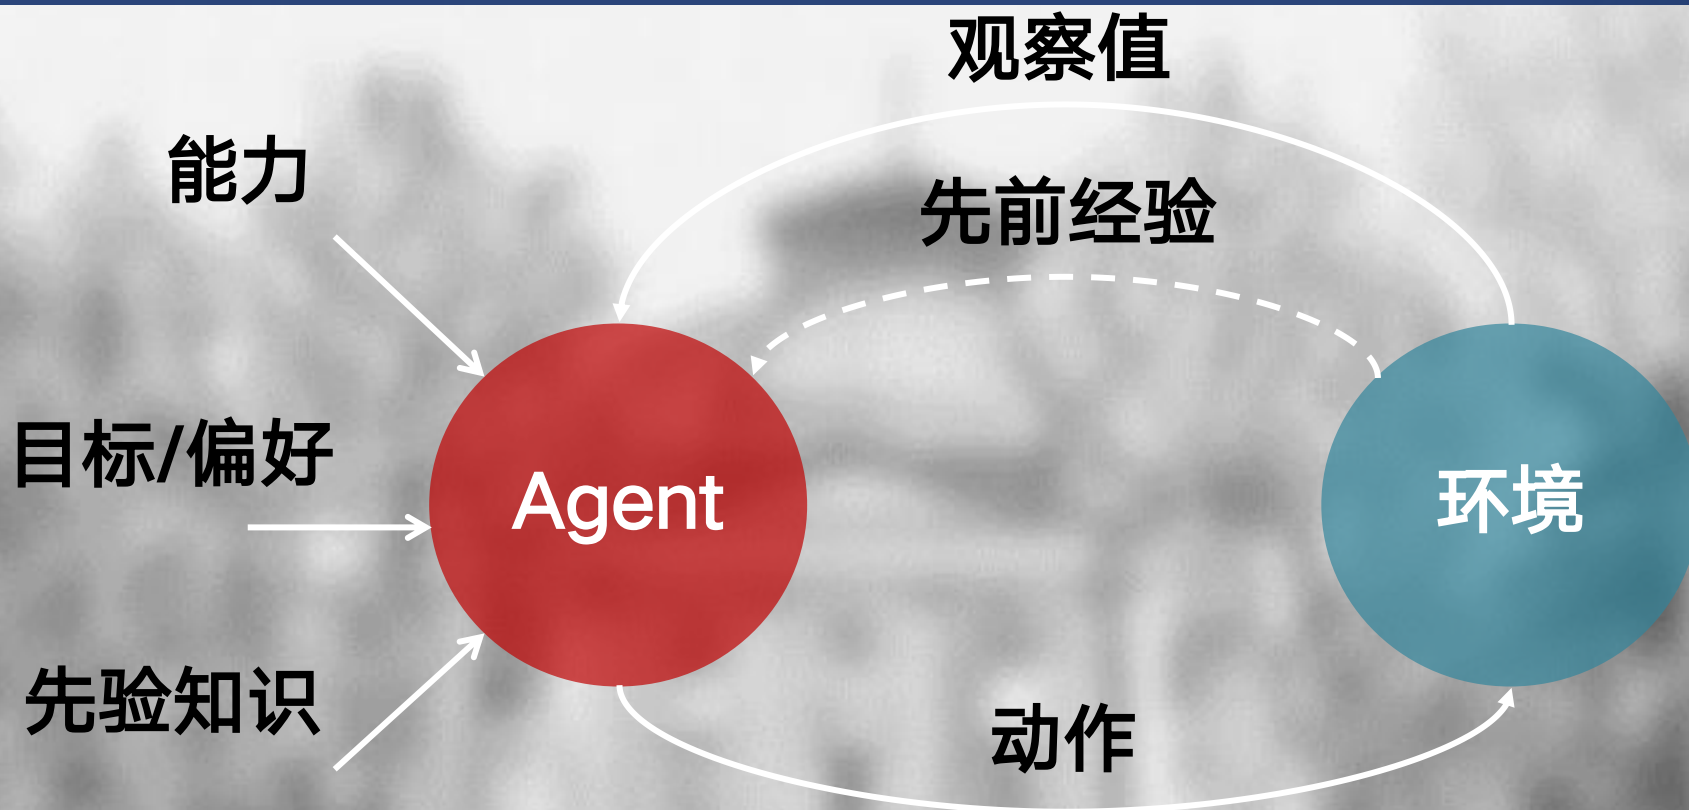 观察值
能力
先前经验
目标/偏好
Agent
环境
先验知识
动作